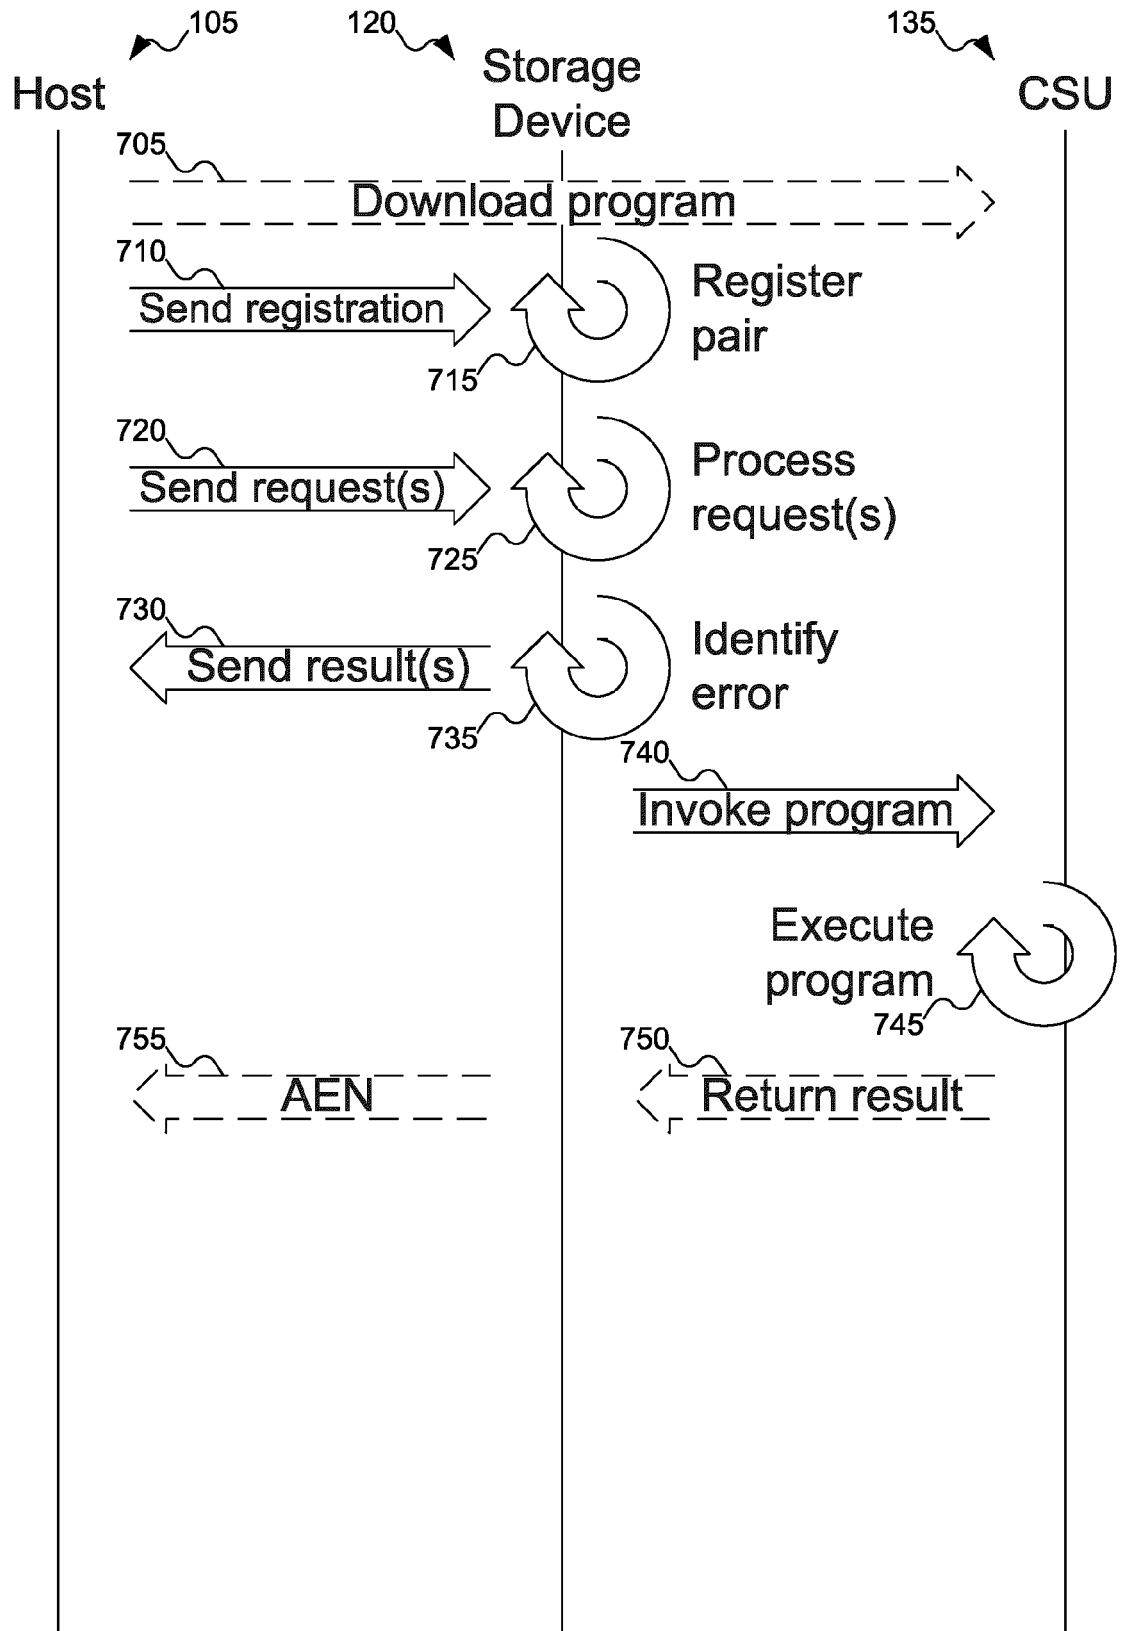 105
120
135
Host
Storage
Device
CSU
705
Download program
710
Send registration
Register
pair
715
720
Send request(s)
Process
request(s)
725
730
Send result(s)
Identify
error
735
740
Invoke program
Execute
program
745
755
AEN
750
Return result